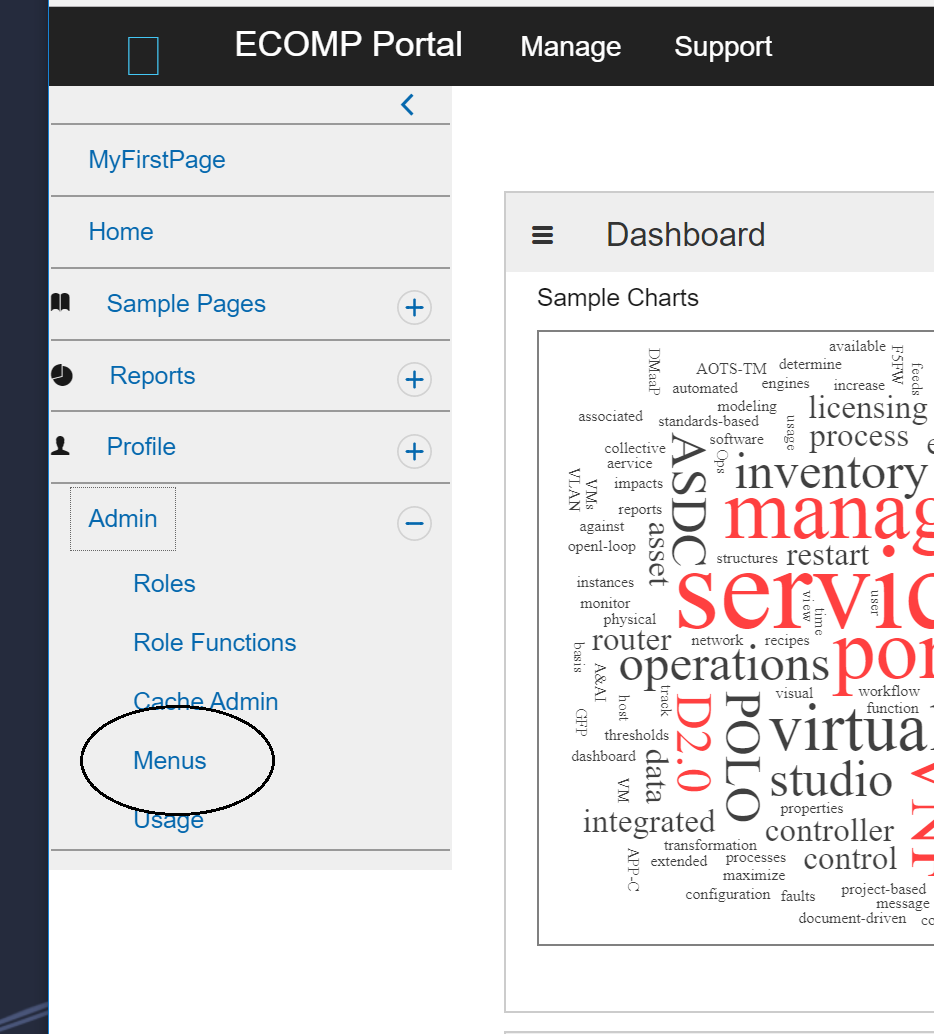 ECOMP Portal Manage Support
MyFirstPage
Home
Sample Pages
Reports
Profile
Admin
Roles
Role Functions
Cache Admin
Menus
Usage
Dashboard
Sample Charts
available
F5FW
feeds
DMaaP
AOTS-TM
determine
automated
engines
increase
modeling
licensing
associated
standards-based
usage
process
software
collective
aervice
ASDC
Ops
inventory
VLAN
VMs
impacts
reports
against
asset
openl-loop
structures
restart
instances
monitor
physical
view
time
user
router
network
recipes
basis
operations
A&AI
host
track
visual
workflow
function
GFP
D2.0
POLO
thresholds
dashboard
data
VM
studio
properties
integrated
controller
transformation
control
APP-C
extended
processes
maximize
configuration
faults
project-based
message
document-driven